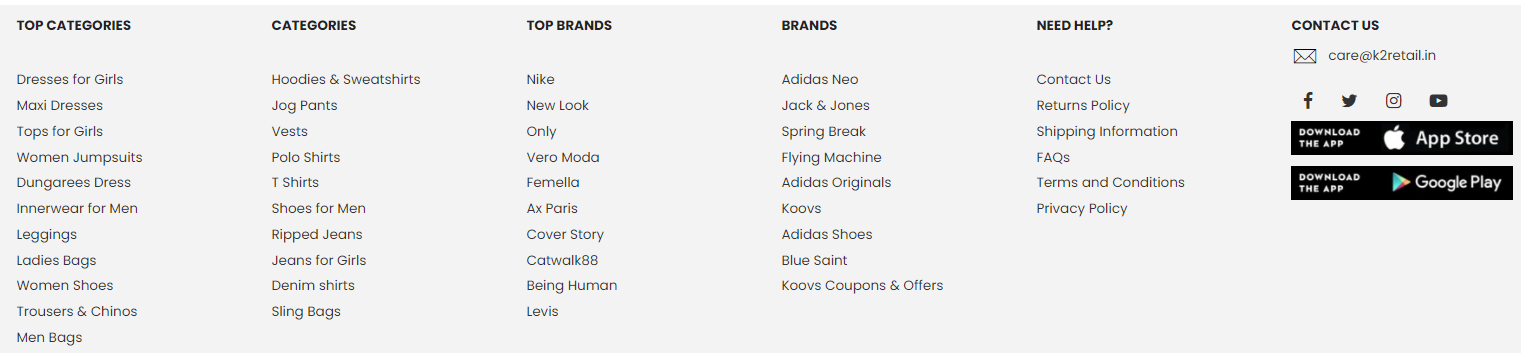 TOP CATEGORIES
Dresses for Girls
Maxi Dresses
Tops for Girls
Women Jumpsuits
Dungarees Dress
Innerwear for Men
Leggings
Ladies Bags
Women Shoes
Trousers & Chinos
Men Bags
CATEGORIES
Hoodies & Sweatshirts
Jog Pants
Vests
Polo Shirts
T Shirts
Shoes for Men
Ripped Jeans
Jeans for Girls
Denim shirts
Sling Bags
TOP BRANDS
Nike
New Look
Only
Vero Moda
Femella
Ax Paris
Cover Story
Catwalk88
Being Human
Levis
BRANDS
Adidas Neo
Jack & Jones
Spring Break
Flying Machine
Adidas Originals
Koovs
Adidas Shoes
Blue Saint
Koovs Coupons & Offers
NEED HELP?
Contact Us
Returns Policy
Shipping Information
FAQs
Terms and Conditions
Privacy Policy
CONTACT US
care@k2retail.in
DOWNLOAD
THE APP
App Store
DOWNLOAD
THE APP
Google Play